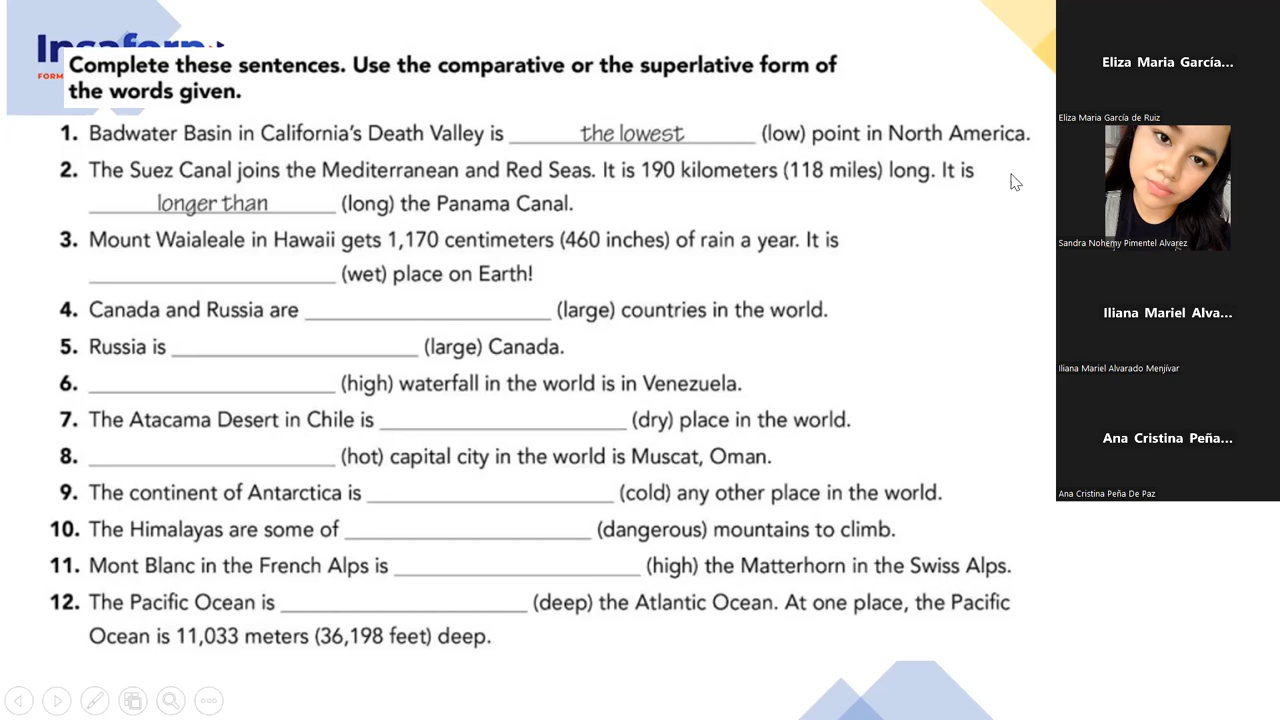 Insaform
FORM
Complete these sentences. Use the comparative or the superlative form of
the words given.
1. Badwater Basin in California's Death Valley is the lowest (low) point in North America.
2. The Suez Canal joins the Mediterranean and Red Seas. It is 190 kilometers (118 miles) long. It is
longer than (long) the Panama Canal.
3. Mount Waialeale in Hawaii gets 1,170 centimeters (460 inches) of rain a year. It is
(wet) place on Earth!
4. Canada and Russia are (large) countries in the world.
5. Russia is (large) Canada.
6. (high) waterfall in the world is in Venezuela.
7. The Atacama Desert in Chile is (dry) place in the world.
8. (hot) capital city in the world is Muscat, Oman.
9. The continent of Antarctica is (cold) any other place in the world.
10. The Himalayas are some of (dangerous) mountains to climb.
11. Mont Blanc in the French Alps is (high) the Matterhorn in the Swiss Alps.
12. The Pacific Ocean is (deep) the Atlantic Ocean. At one place, the Pacific
Ocean is 11,033 meters (36,198 feet) deep.
Eliza Maria García...
Eliza Maria García de Ruiz
Sandra Nohemy Pimentel Alvarez
Iliana Mariel Alva...
Iliana Mariel Alvarado Menjívar
Ana Cristina Peña...
Ana Cristina Peña De Paz